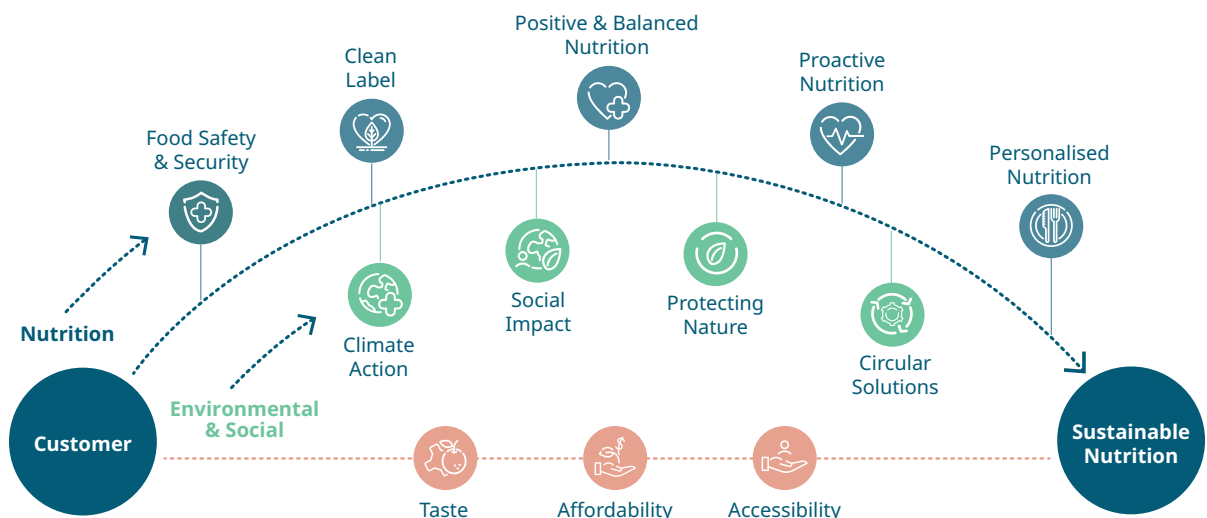 Positive & Balanced
Nutrition
Clean
Label
Proactive
Nutrition
Food Safety
& Security
Personalised
Nutrition
Nutrition
Climate
Action
Social
Impact
Protecting
Nature
Circular
Solutions
Environmental
& Social
Customer
Sustainable
Nutrition
Taste
Affordability
Accessibility